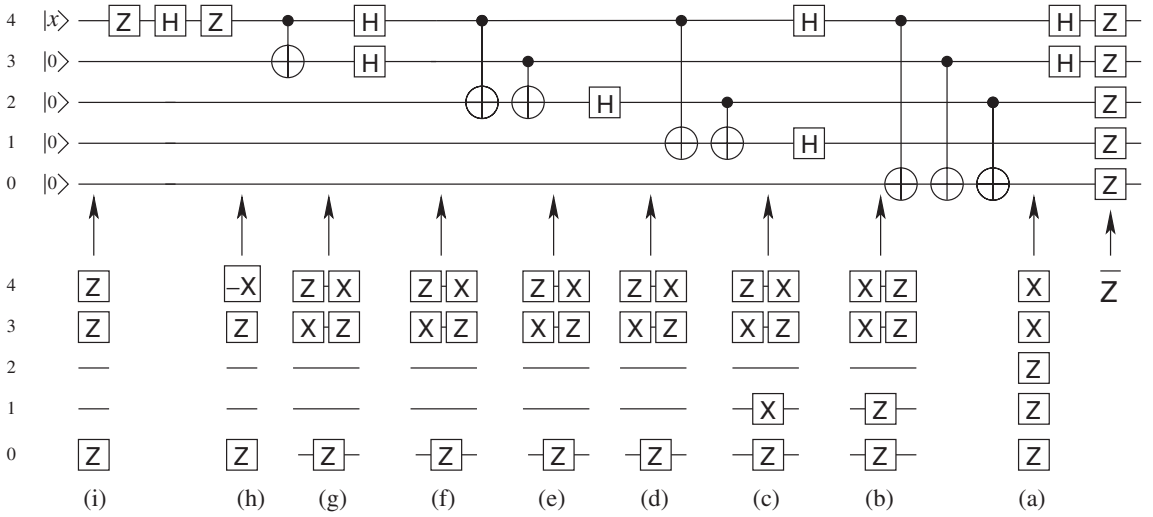 4 |x⟩ Z H Z H H H Z
3 |0⟩ H H Z
2 |0⟩ H Z
1 |0⟩ H Z
0 |0⟩ Z
4 Z –X Z X Z X Z X Z X Z X X Z X Z̅
3 Z Z X Z X Z X Z X Z X Z X Z X
2 Z
1 X Z Z
0 Z Z Z Z Z Z Z Z Z
(i) (h) (g) (f) (e) (d) (c) (b) (a)